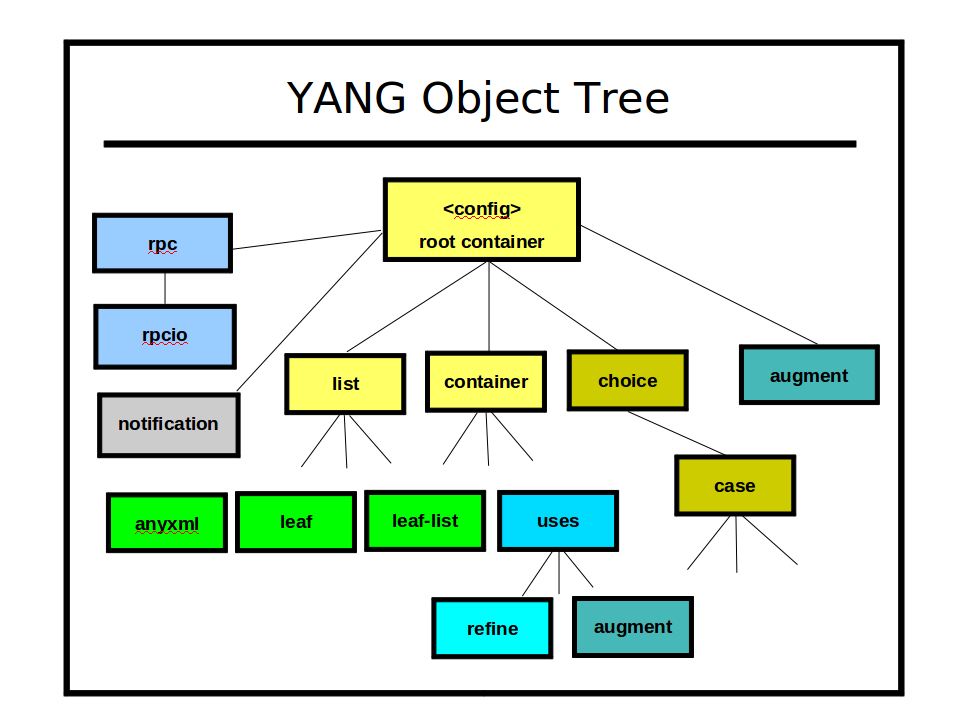 YANG Object Tree
<config>
root container
rpc
rpcio
notification
list
container
choice
augment
case
anyxml
leaf
leaf-list
uses
refine
augment